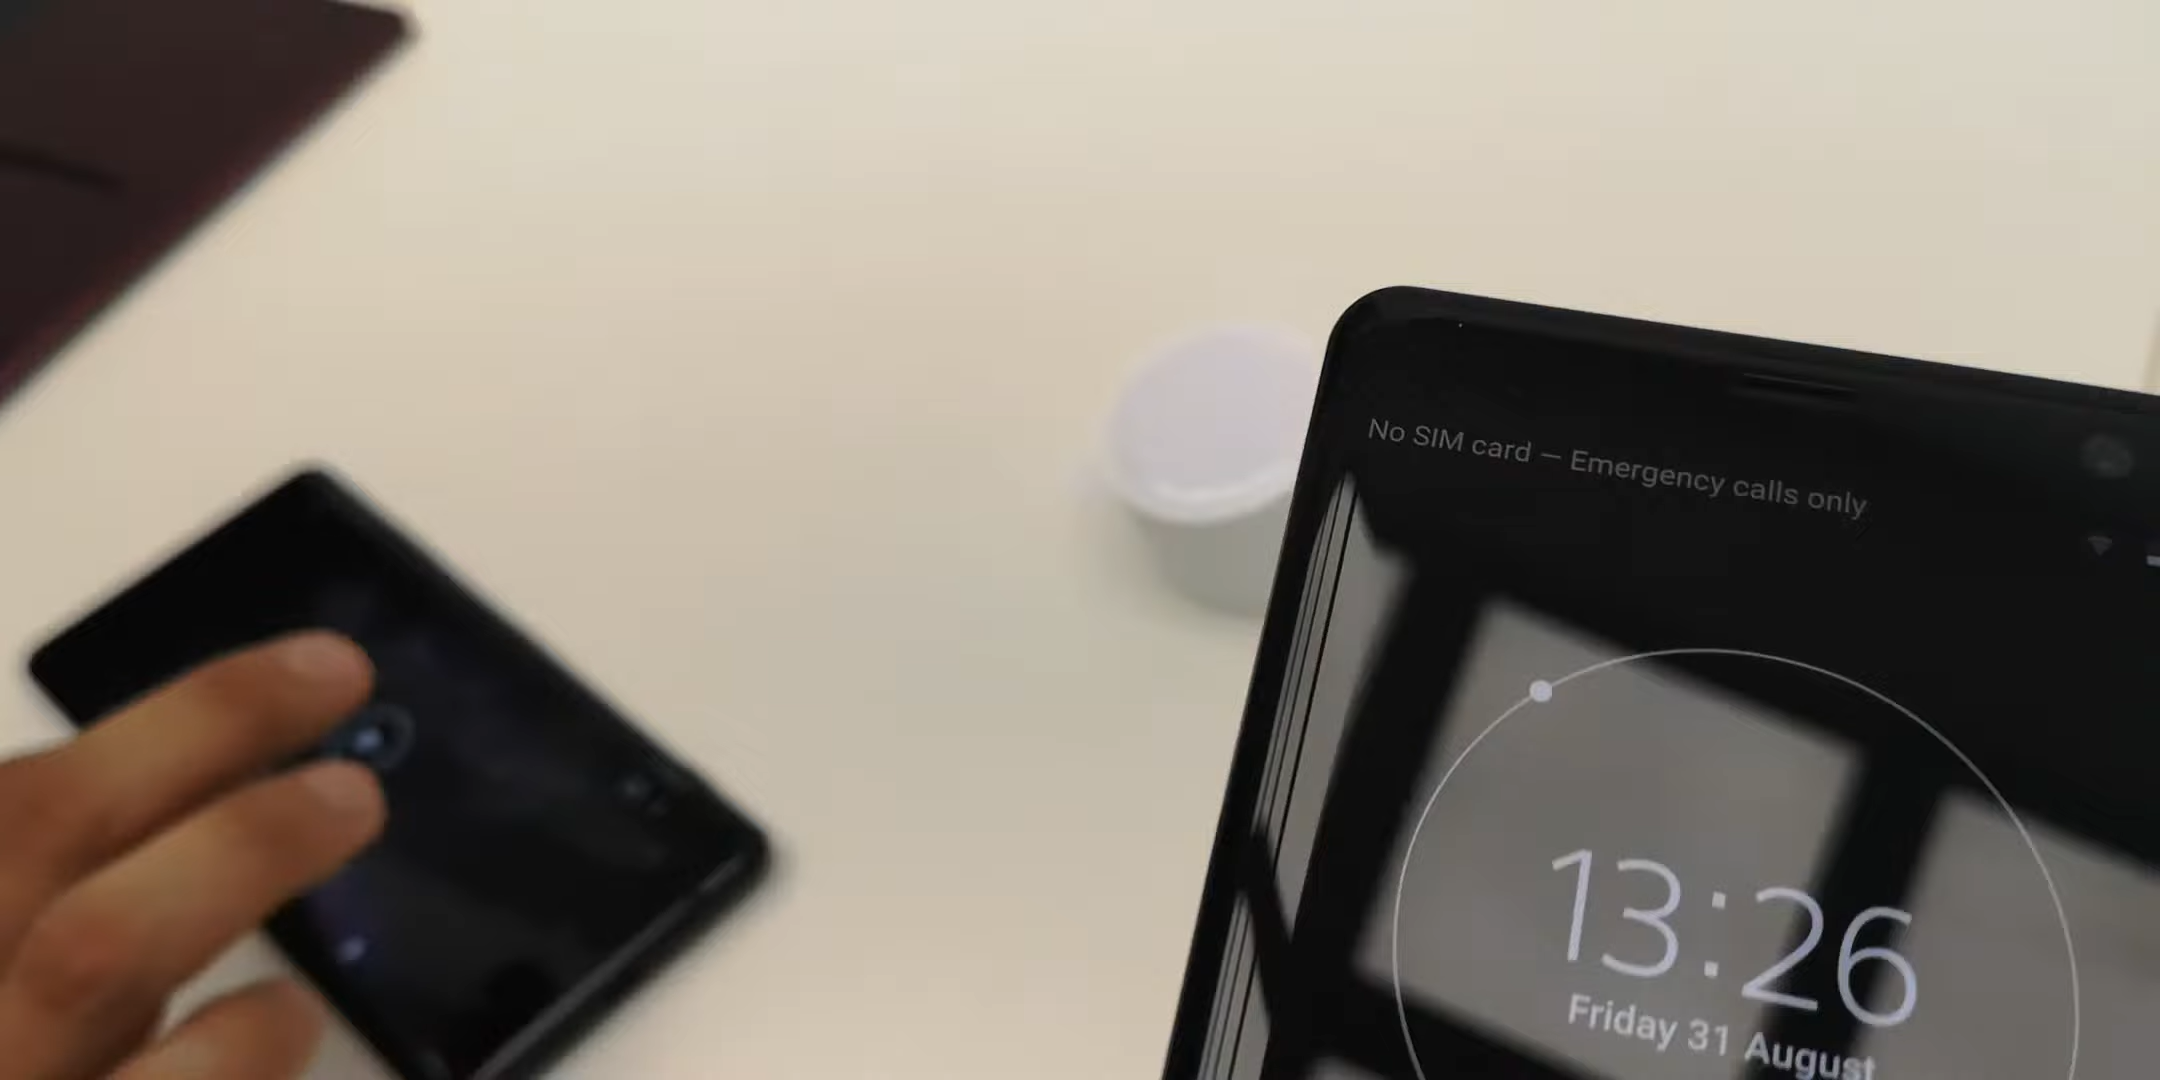 No SIM card — Emergency calls only
13:26
Friday 31 August